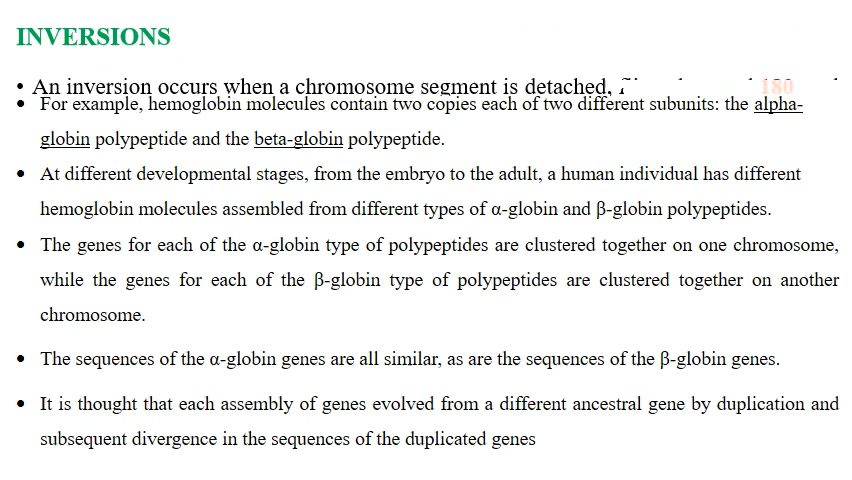 INVERSIONS
• An inversion occurs when a chromosome segment is detached, 180
• For example, hemoglobin molecules contain two copies each of two different subunits: the alpha-
globin polypeptide and the beta-globin polypeptide.
• At different developmental stages, from the embryo to the adult, a human individual has different
hemoglobin molecules assembled from different types of α-globin and β-globin polypeptides.
• The genes for each of the α-globin type of polypeptides are clustered together on one chromosome,
while the genes for each of the β-globin type of polypeptides are clustered together on another
chromosome.
• The sequences of the α-globin genes are all similar, as are the sequences of the β-globin genes.
• It is thought that each assembly of genes evolved from a different ancestral gene by duplication and
subsequent divergence in the sequences of the duplicated genes